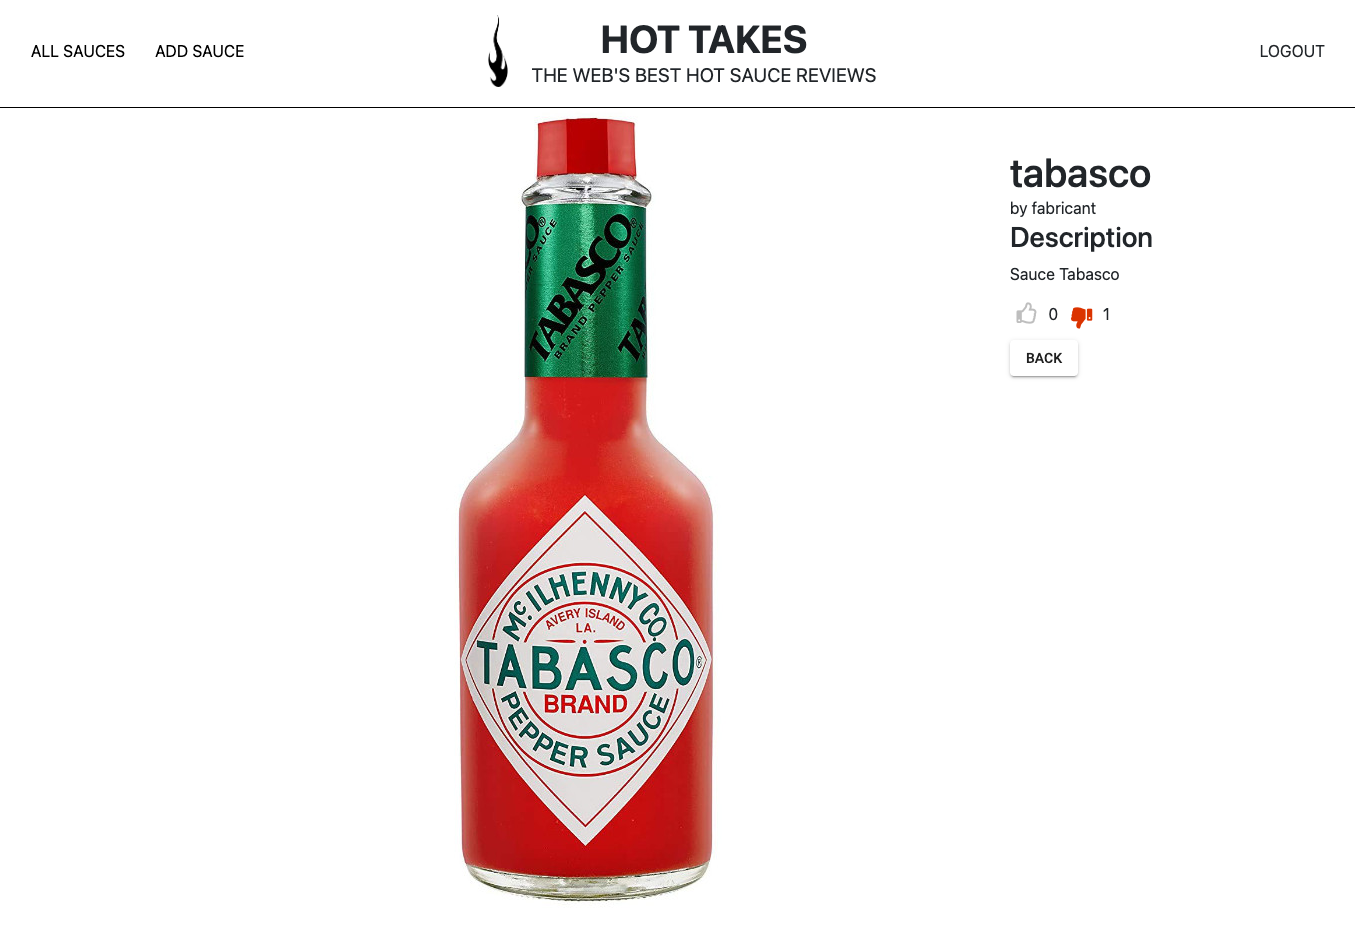 ALL SAUCES
ADD SAUCE
HOT TAKES
THE WEB'S BEST HOT SAUCE REVIEWS
LOGOUT
TABASCO®
BRAND PEPPER SAUCE
McILHENNY CO.
AVERY ISLAND
LA.
TABASCO®
BRAND
PEPPER SAUCE
tabasco
by fabricant
Description
Sauce Tabasco
0
1
BACK